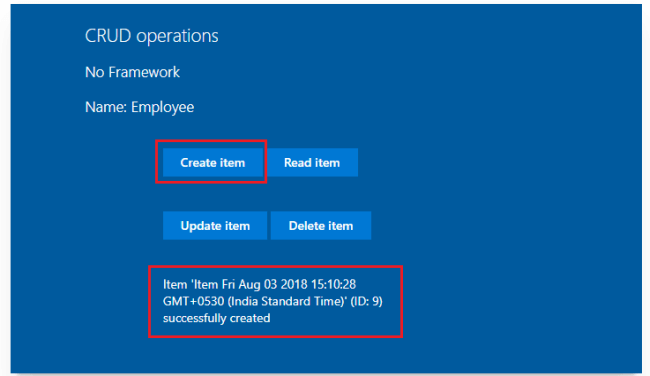 CRUD operations
No Framework
Name: Employee
Create item
Read item
Update item
Delete item
Item 'Item Fri Aug 03 2018 15:10:28
GMT+0530 (India Standard Time)' (ID: 9)
successfully created